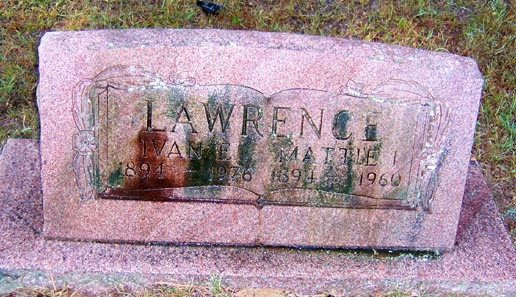 LAWRENCE
IVAN E. MATTIE I.
1894 - 1976 1894 - 1960